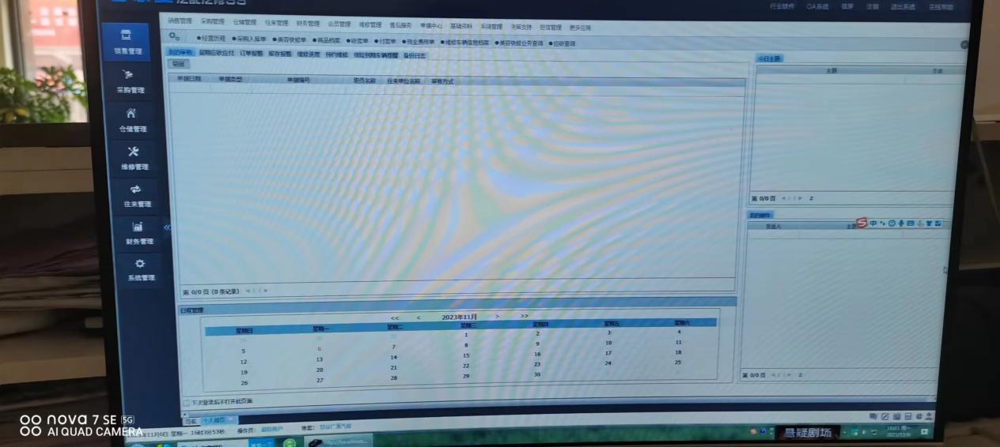 行业软件 OA系统 锁屏 注销 退出系统 在线帮助
销售管理 采购管理 仓储管理 往来管理 财务管理 会员管理 维修管理 售后服务 单据中心 基础资料 系统管理 决策支持 短信管理 更多应用
●经营历程 ●采购入库单 ●美容快修单 ●商品档案 ●收款单 ●付款单 ●现金费用单 ●维修车辆信息档案 ●美容快修业务查询 ●应收查询
销售管理
采购管理
仓储管理
维修管理
往来管理
财务管理
系统管理
我的审核 超期应收应付 订单报警 库存报警 维修进度 预约维修 保险到期车辆提醒 备份日志
刷新
单据日期 单据类型 单据编号 职员名称 往来单位名称 审核方式
第 0/0 页 (0 条记录)
今日主题
主题 作者
第 0/0 页
我的邮件
发送人 主题
中
第 0/0 页
日程管理
<< < 2023年11月 > >>
星期日 星期一 星期二 星期三 星期四 星期五 星期六
29 30 31 1 2 3 4
5 6 7 8 9 10 11
12 13 14 15 16 17 18
19 20 21 22 23 24 25
26 27 28 29 30
下次登录后不打开此页面
导航 个人首页
年11月6日 星期一 16时3分53秒 操作员: 超级用户 帐套:
悬疑剧场
16:03 周一
2023/11/6
nova 7 SE 5G
AI QUAD CAMERA